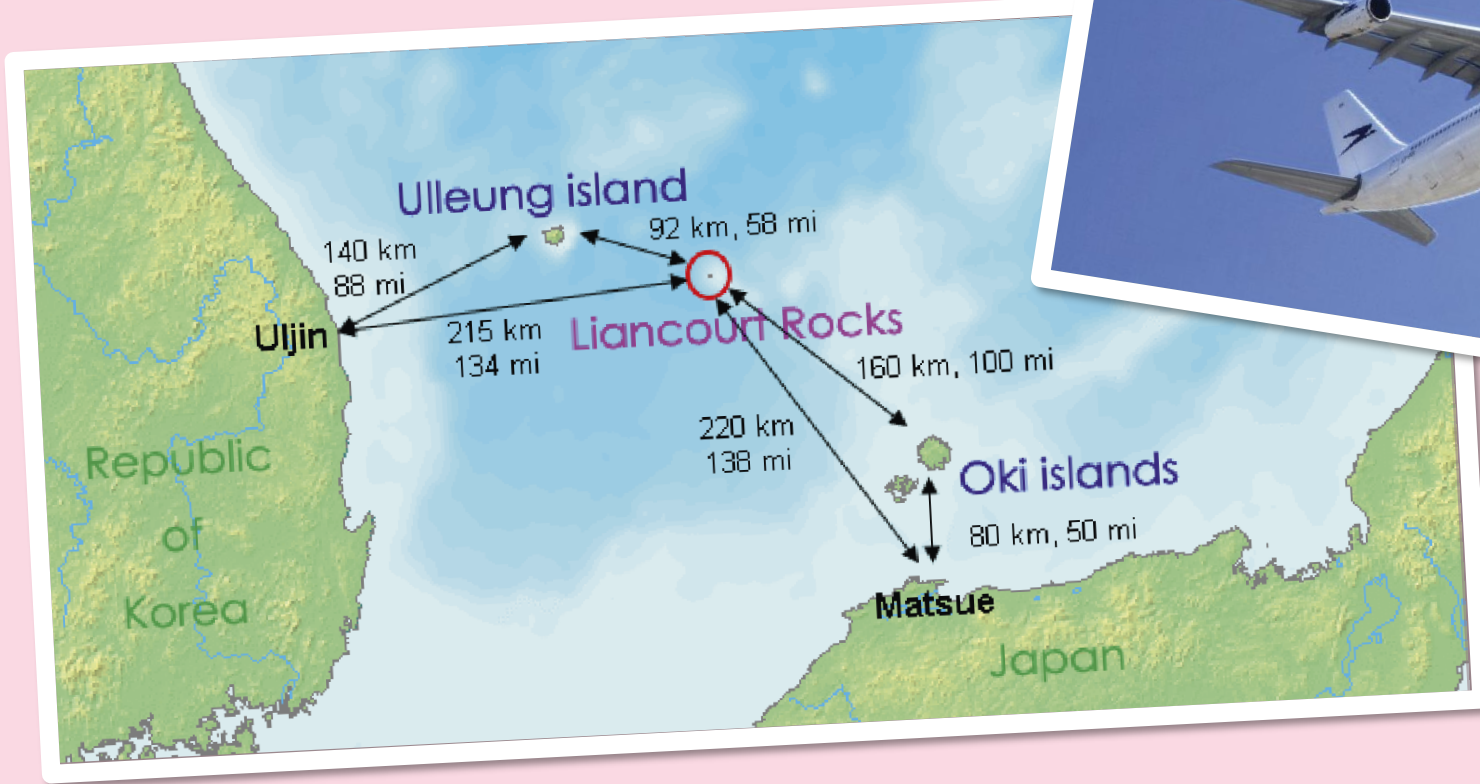 Ulleung island
92 km, 58 mi
140 km
88 mi
Uljin
215 km
134 mi
Liancourt Rocks
160 km, 100 mi
220 km
138 mi
Republic
of
Korea
Oki islands
80 km, 50 mi
Matsue
Japan